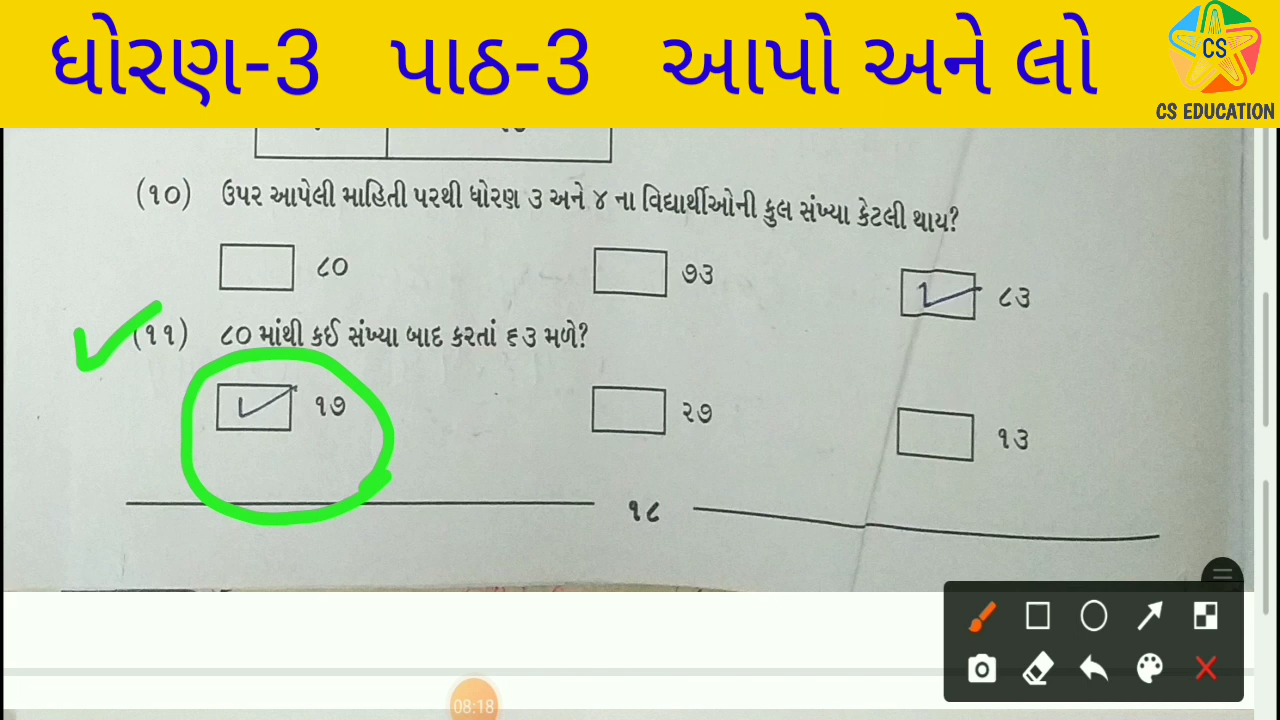 ધોરણ-3 પાઠ-3 આપો અને લો
CS
CS EDUCATION
(૧૦) ઉપર આપેલી માહિતી પરથી ધોરણ ૩ અને ૪ ના વિદ્યાર્થીઓની કુલ સંખ્યા કેટલી થાય?
૮૦ ૭૩ ૮૩
(૧૧) ૮૦ માંથી કઈ સંખ્યા બાદ કરતાં ૬૩ મળે?
૧૭ ૨૭ ૧૩
૧૮
08:18